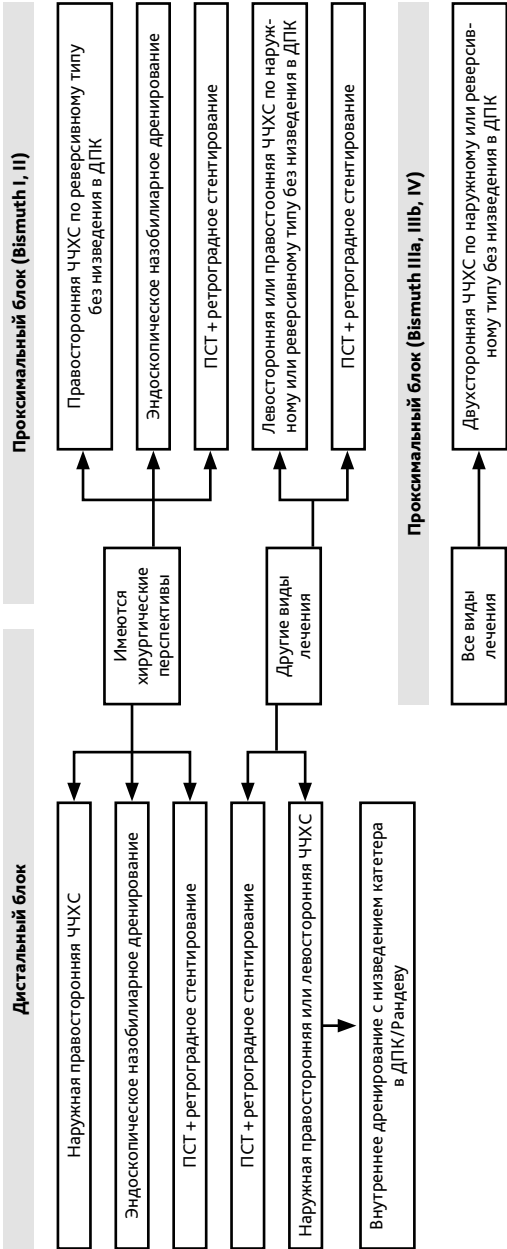 Дистальный блок
Наружная правосторонняя ЧЧХС
Эндоскопическое назобилиарное дренирование
ПСТ + ретроградное стентирование
ПСТ + ретроградное стентирование
Наружная правосторонняя или левосторонняя ЧЧХС
Внутреннее дренирование с низведением катетера
в ДПК/Рандеву
Имеются
хирургические
перспективы
Другие виды
лечения
Проксимальный блок (Bismuth I, II)
Правосторонняя ЧЧХС по реверсивному типу
без низведения в ДПК
Эндоскопическое назобилиарное дренирование
ПСТ + ретроградное стентирование
Левосторонняя или правостоонняя ЧЧХС по наруж-
ному или реверсивному типу без низведения в ДПК
ПСТ + ретроградное стентирование
Проксимальный блок (Bismuth IIIa, IIIb, IV)
Все виды
лечения
Двухсторонняя ЧЧХС по наружному или реверсив-
ному типу без низведения в ДПК